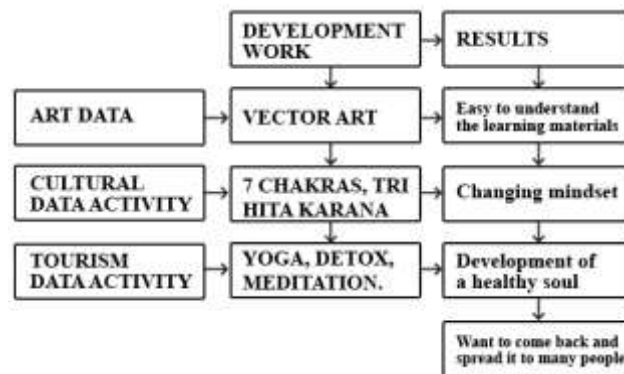 DEVELOPMENT
WORK
RESULTS
ART DATA
VECTOR ART
Easy to understand
the learning materials
CULTURAL
DATA ACTIVITY
7 CHAKRAS, TRI
HITA KARANA
Changing mindset
TOURISM
DATA ACTIVITY
YOGA, DETOX,
MEDITATION.
Development of
a healthy soul
Want to come back and
spread it to many people